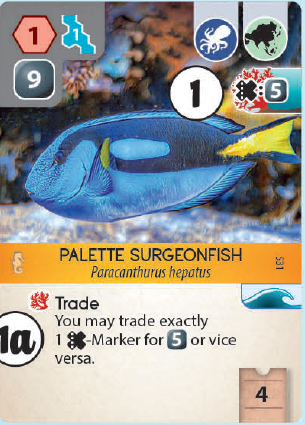 1
1
9
1
5
PALETTE SURGEONFISH
Paracanthurus hepatus
531
Trade
You may trade exactly
1a
1 -Marker for 5 or vice
versa.
4